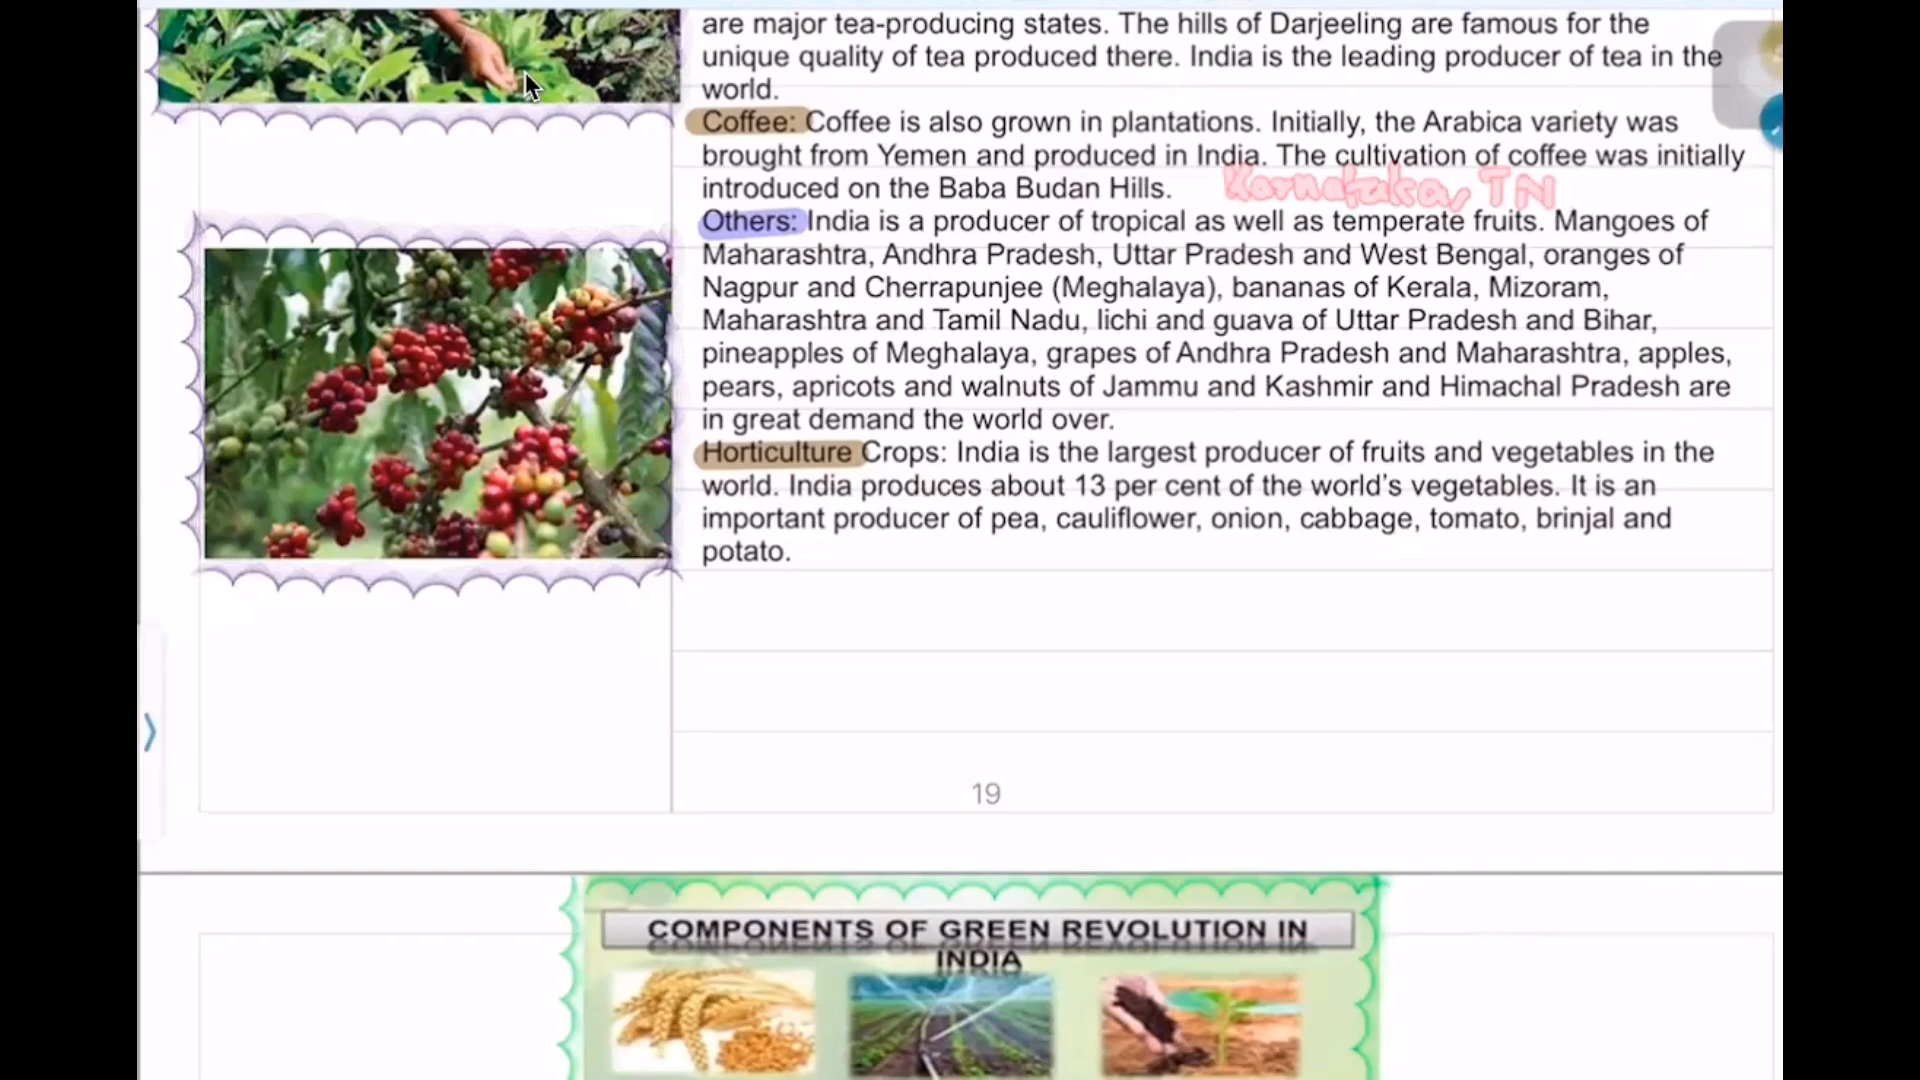 are major tea-producing states. The hills of Darjeeling are famous for the
unique quality of tea produced there. India is the leading producer of tea in the
world.
Coffee: Coffee is also grown in plantations. Initially, the Arabica variety was
brought from Yemen and produced in India. The cultivation of coffee was initially
introduced on the Baba Budan Hills. Karnataka, TN
Others: India is a producer of tropical as well as temperate fruits. Mangoes of
Maharashtra, Andhra Pradesh, Uttar Pradesh and West Bengal, oranges of
Nagpur and Cherrapunjee (Meghalaya), bananas of Kerala, Mizoram,
Maharashtra and Tamil Nadu, lichi and guava of Uttar Pradesh and Bihar,
pineapples of Meghalaya, grapes of Andhra Pradesh and Maharashtra, apples,
pears, apricots and walnuts of Jammu and Kashmir and Himachal Pradesh are
in great demand the world over.
Horticulture Crops: India is the largest producer of fruits and vegetables in the
world. India produces about 13 per cent of the world's vegetables. It is an
important producer of pea, cauliflower, onion, cabbage, tomato, brinjal and
potato.
19
COMPONENTS OF GREEN REVOLUTION IN
INDIA